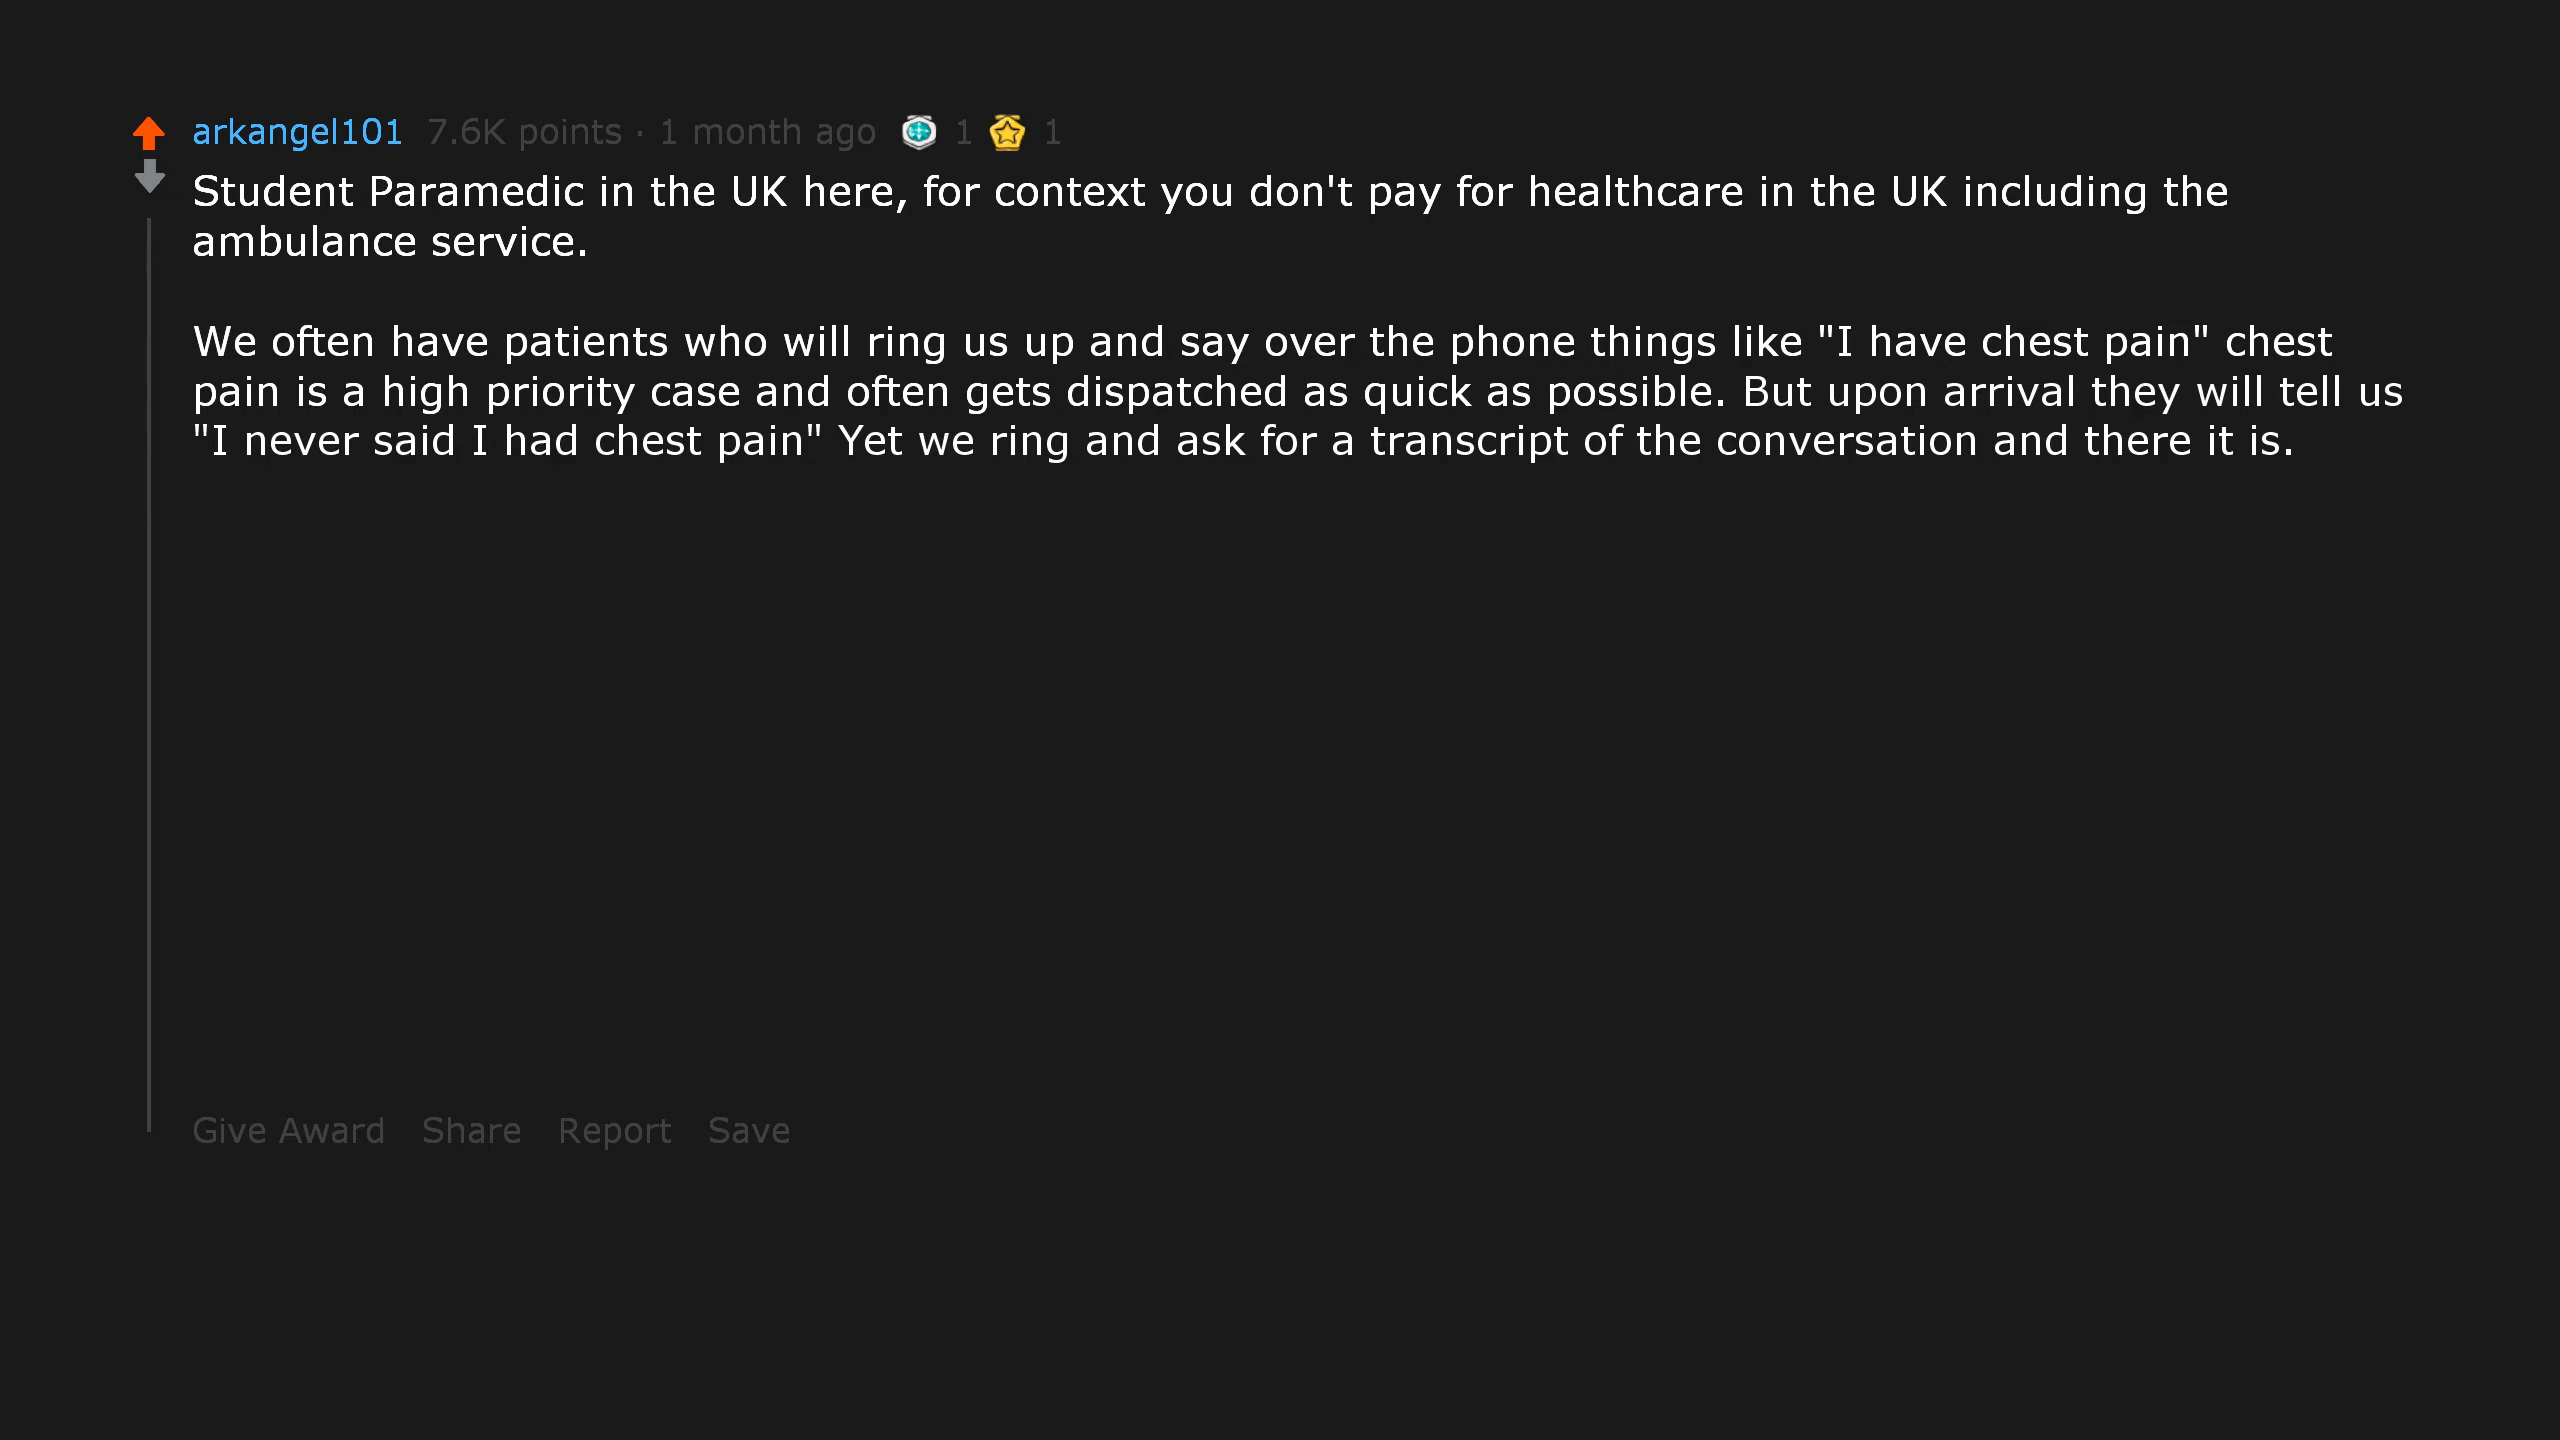 arkangel101 7.6K points · 1 month ago 1 1
Student Paramedic in the UK here, for context you don't pay for healthcare in the UK including the
ambulance service.
We often have patients who will ring us up and say over the phone things like "I have chest pain" chest
pain is a high priority case and often gets dispatched as quick as possible. But upon arrival they will tell us
"I never said I had chest pain" Yet we ring and ask for a transcript of the conversation and there it is.
Give Award Share Report Save